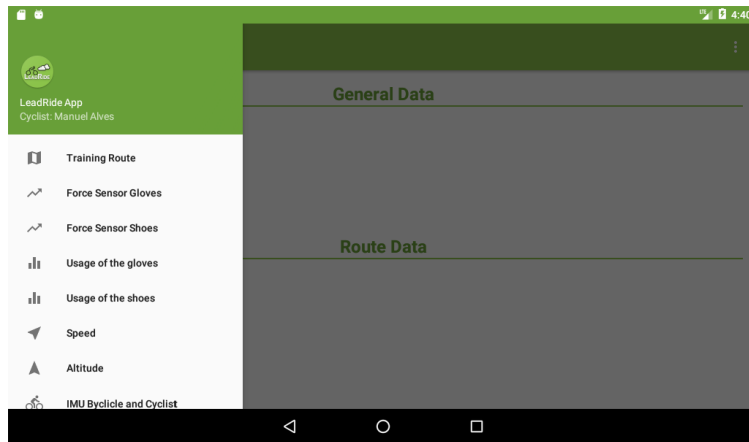 4:40
LeadRide
LeadRide App
Cyclist: Manuel Alves
General Data
Training Route
Force Sensor Gloves
Force Sensor Shoes
Route Data
Usage of the gloves
Usage of the shoes
Speed
Altitude
IMU Byclicle and Cyclist